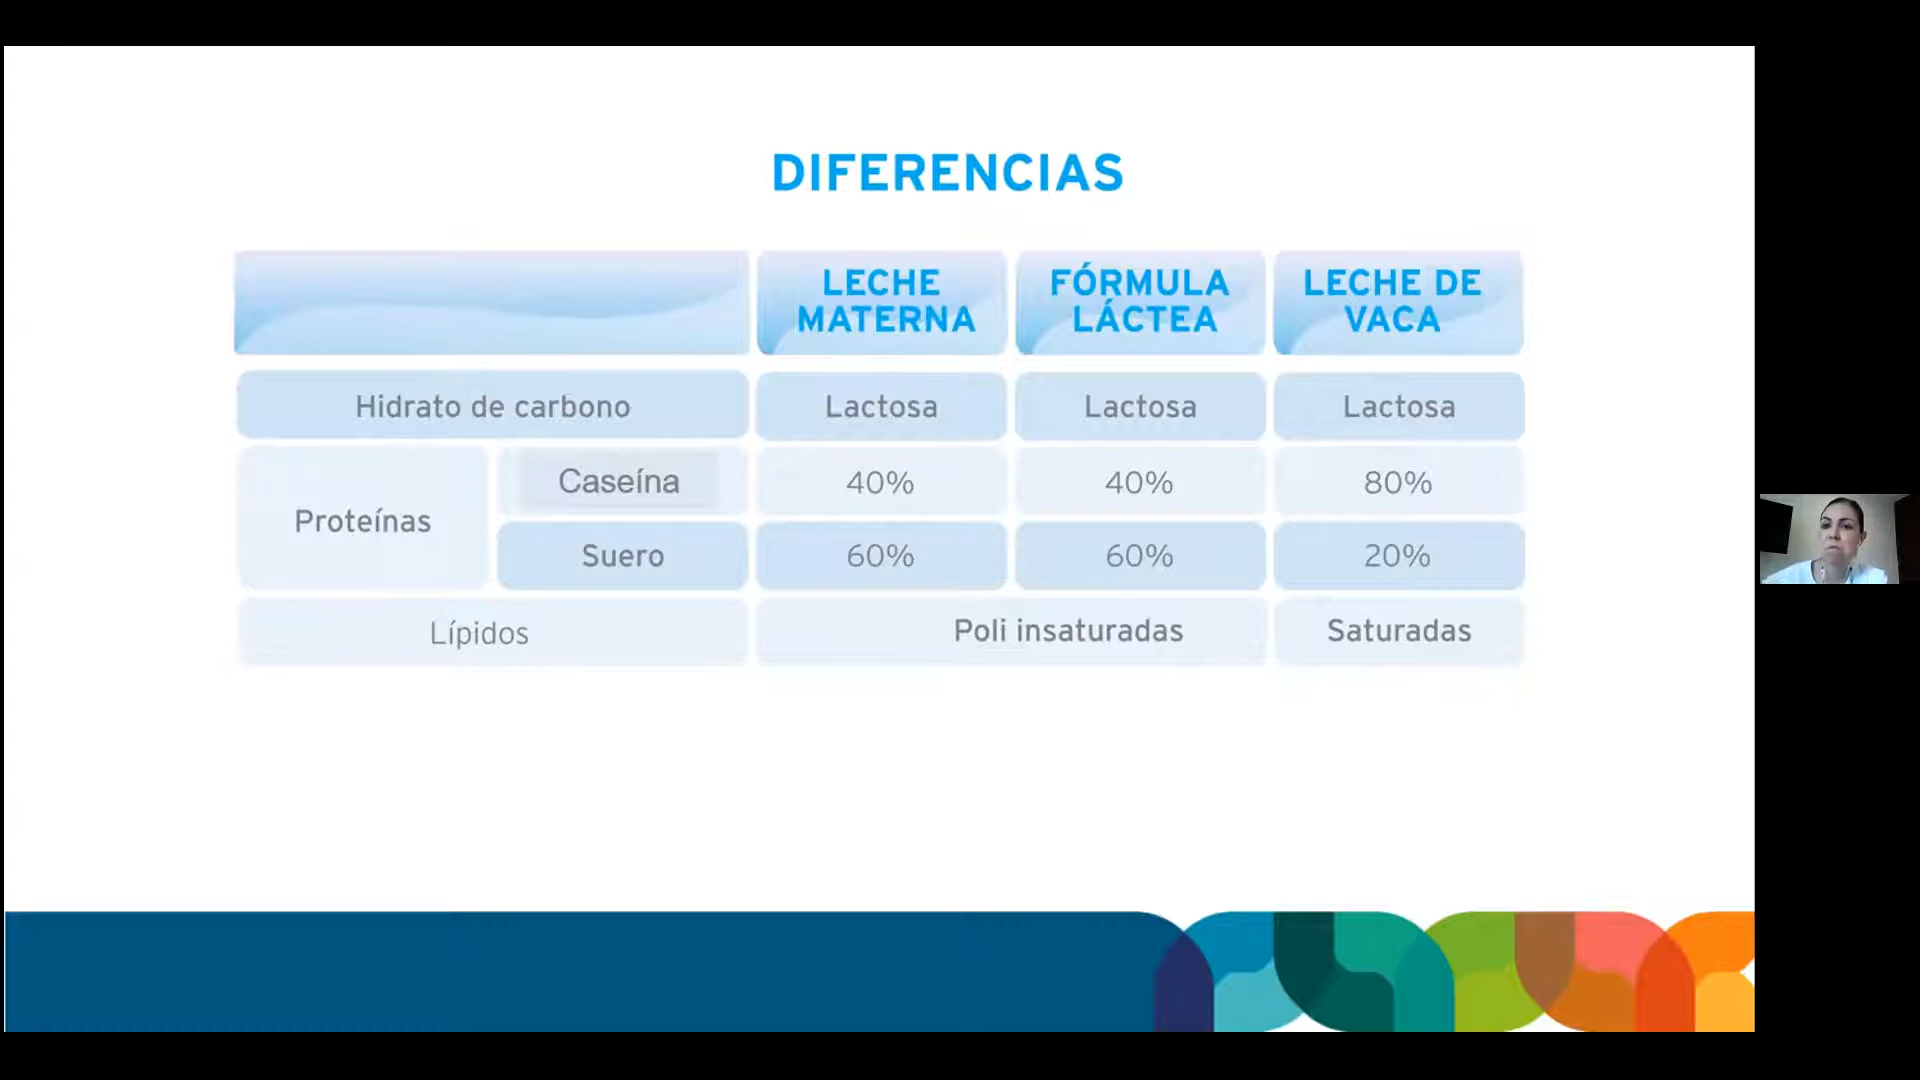 DIFERENCIAS
LECHE MATERNA
FÓRMULA LÁCTEA
LECHE DE VACA
Hidrato de carbono Lactosa Lactosa Lactosa
Proteínas
Caseína 40% 40% 80%
Suero 60% 60% 20%
Lípidos Poli insaturadas Saturadas